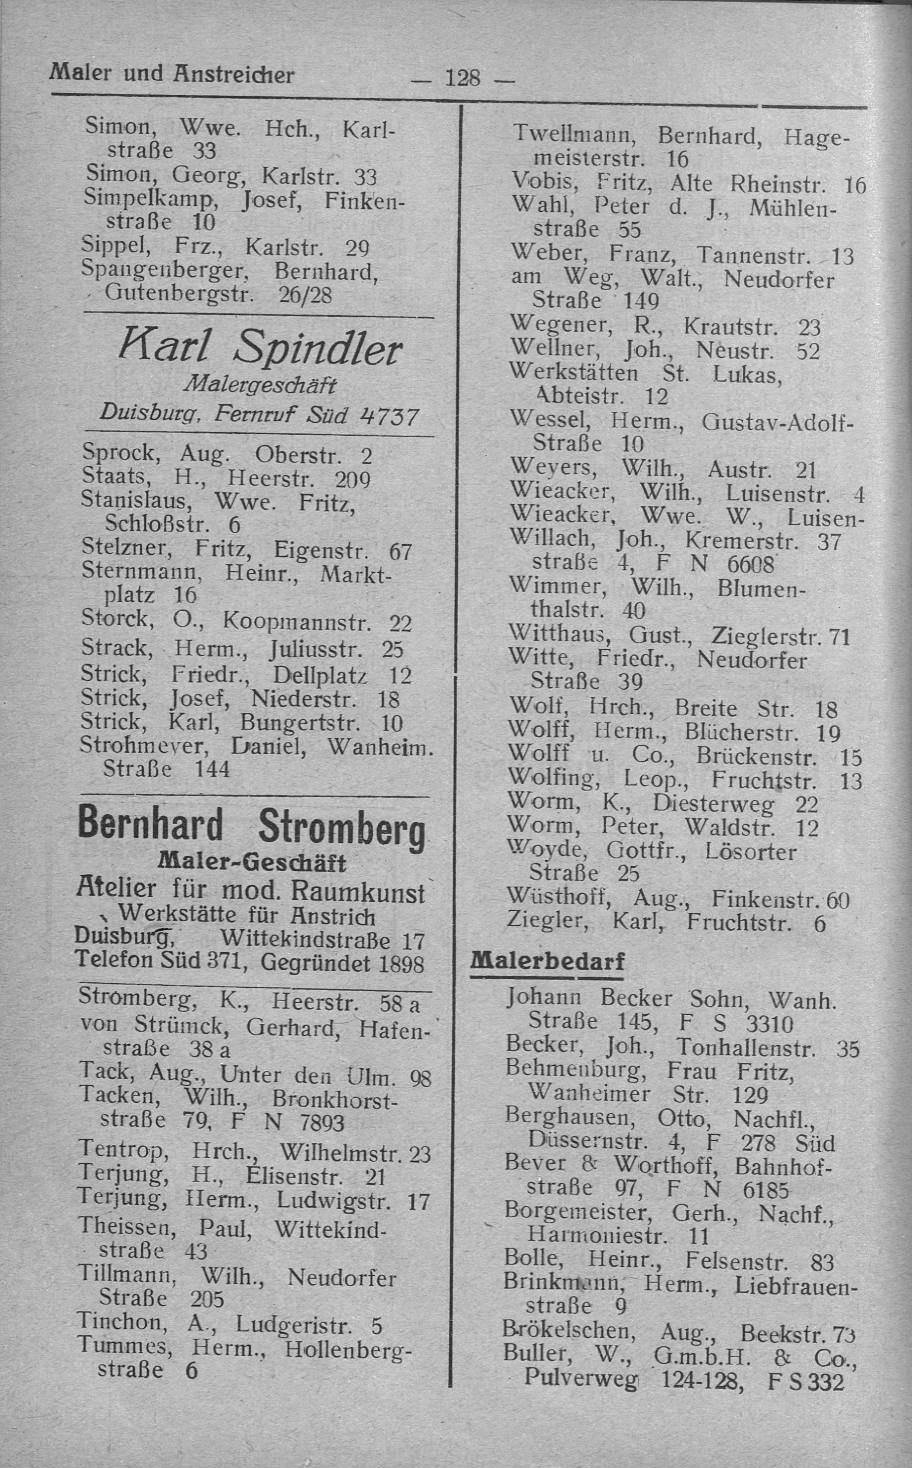 Maler und Anstreicher — 128 —
Simon, Wwe. Hch., Karl-
straße 33
Simon, Georg, Karlstr. 33
Simpelkamp, Josef, Finken-
straße 10
Sippel, Frz., Karlstr. 29
Spangenberger, Bernhard,
Gutenbergstr. 26/28
Karl Spindler
Malergeschäft
Duisburg, Fernruf Süd 4737
Sprock, Aug. Oberstr. 2
Staats, H., Heerstr. 209
Stanislaus, Wwe. Fritz,
Schloßstr. 6
Stelzner, Fritz, Eigenstr. 67
Sternmann, Heinr., Markt-
platz 16
Storck, O., Koopmannstr. 22
Strack, Herm., Juliusstr. 25
Strick, Friedr., Dellplatz 12
Strick, Josef, Niederstr. 18
Strick, Karl, Bungertstr. 10
Strohmeyer, Daniel, Wanheim.
Straße 144
Bernhard Stromberg
Maler-Geschäft
Atelier für mod. Raumkunst
Werkstätte für Anstrich
Duisburg, Wittekindstraße 17
Telefon Süd 371, Gegründet 1898
Stromberg, K., Heerstr. 58 a
von Strümck, Gerhard, Hafen-
straße 38 a
Tack, Aug., Unter den Ulm. 98
Tacken, Wilh., Bronkhorst-
straße 79, F N 7893
Tentrop, Hrch., Wilhelmstr. 23
Terjung, H., Elisenstr. 21
Terjung, Herm., Ludwigstr. 17
Theissen, Paul, Wittekind-
straße 43
Tillmann, Wilh., Neudorfer
Straße 205
Tinchon, A., Ludgeristr. 5
Tummes, Herm., Hollenberg-
straße 6
Twellmann, Bernhard, Hage-
meisterstr. 16
Vobis, Fritz, Alte Rheinstr. 16
Wahl, Peter d. J., Mühlen-
straße 55
Weber, Franz, Tannenstr. 13
am Weg, Walt., Neudorfer
Straße 149
Wegener, R., Krautstr. 23
Wellner, Joh., Neustr. 52
Werkstätten St. Lukas,
Abteistr. 12
Wessel, Herm., Gustav-Adolf-
Straße 10
Weyers, Wilh., Austr. 21
Wieacker, Wilh., Luisenstr. 4
Wieacker, Wwe. W., Luisen-
Willach, Joh., Kremerstr. 37
straße 4, F N 6608
Wimmer, Wilh., Blumen-
thalstr. 40
Witthaus, Gust., Zieglerstr. 71
Witte, Friedr., Neudorfer
Straße 39
Wolf, Hrch., Breite Str. 18
Wolff, Herm., Blücherstr. 19
Wolff u. Co., Brückenstr. 15
Wolfing, Leop., Fruchtstr. 13
Worm, K., Diesterweg 22
Worm, Peter, Waldstr. 12
Woyde, Gottfr., Lösorter
Straße 25
Wüsthoff, Aug., Finkenstr. 60
Ziegler, Karl, Fruchtstr. 6
Malerbedarf
Johann Becker Sohn, Wanh.
Straße 145, F S 3310
Becker, Joh., Tonhallenstr. 35
Behmenburg, Frau Fritz,
Wanheimer Str. 129
Berghausen, Otto, Nachfl.,
Düssernstr. 4, F 278 Süd
Bever & Worthoff, Bahnhof-
straße 97, F N 6185
Borgemeister, Gerh., Nachf.,
Harmoniestr. 11
Bolle, Heinr., Felsenstr. 83
Brinkmann, Herm., Liebfrauen-
straße 9
Brökelschen, Aug., Beekstr. 73
Buller, W., G.m.b.H. & Co.,
Pulverweg 124-128, F S 332